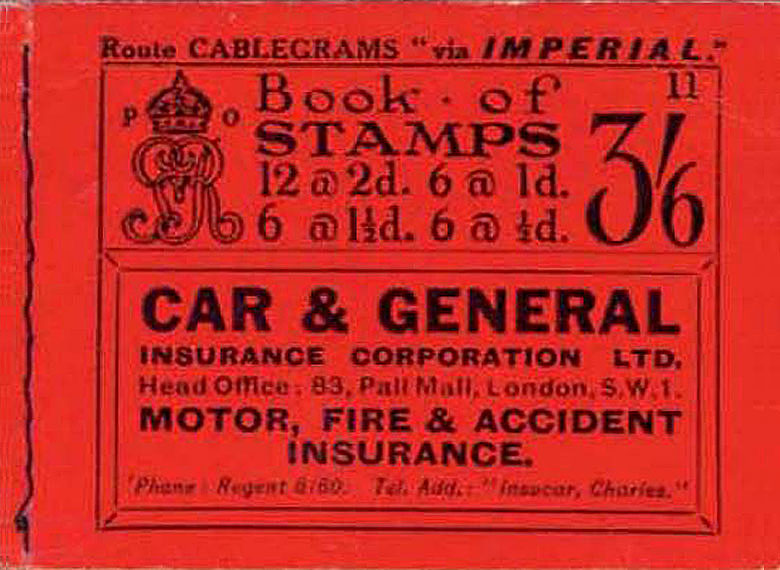 Route CABLEGRAMS "via IMPERIAL."
11
P O
Book · of
STAMPS
3/6
12 @ 2d. 6 @ 1d.
6 @ 1½d. 6 @ ½d.
CAR & GENERAL
INSURANCE CORPORATION LTD.
Head Office: 83, Pall Mall, London, S.W.1.
MOTOR, FIRE & ACCIDENT
INSURANCE.
'Phone: Regent Tel. Add.: "Insucar, Charles."